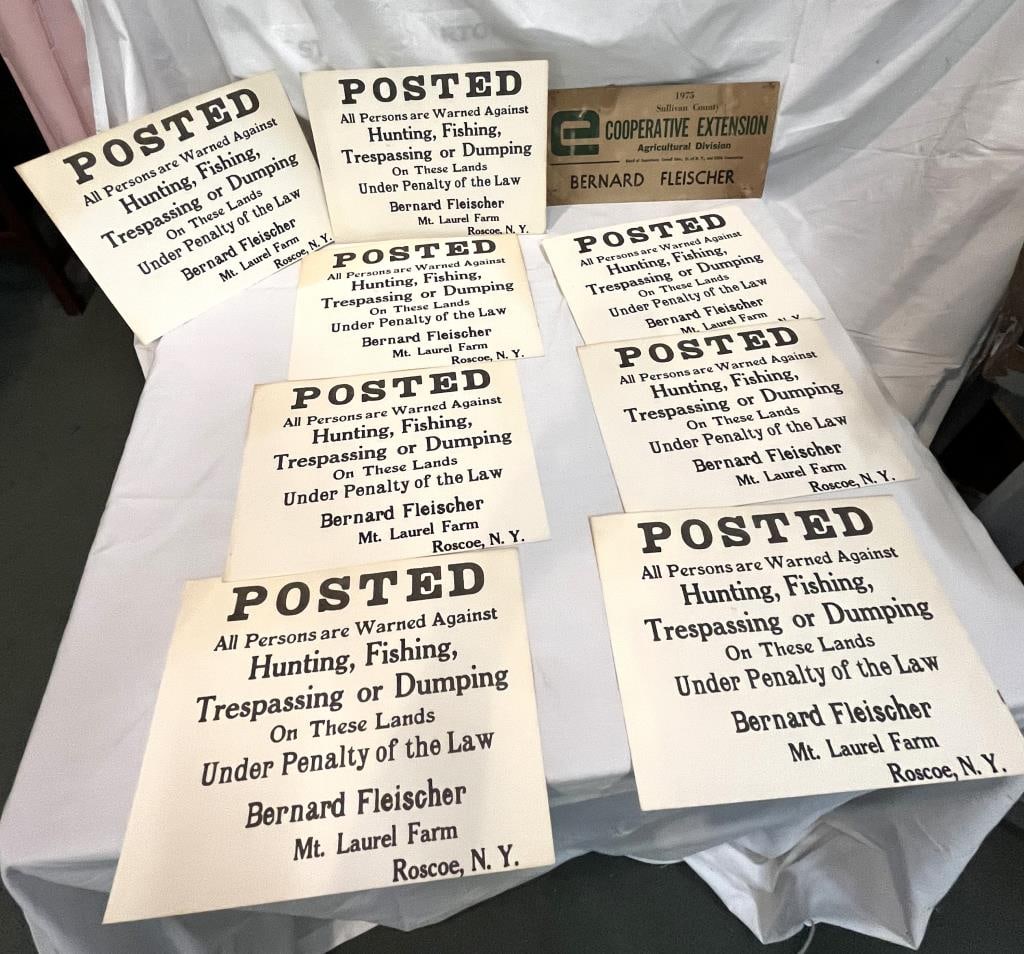 POSTED
All Persons are Warned Against
Hunting, Fishing,
Trespassing or Dumping
On These Lands
Under Penalty of the Law
Bernard Fleischer
Mt. Laurel Farm
Roscoe, N. Y.
POSTED
All Persons are Warned Against
Hunting, Fishing,
Trespassing or Dumping
On These Lands
Under Penalty of the Law
Bernard Fleischer
Mt. Laurel Farm
Roscoe, N. Y.
1975
Sullivan County
e COOPERATIVE EXTENSION
Agricultural Division
BERNARD FLEISCHER
POSTED
All Persons are Warned Against
Hunting, Fishing,
Trespassing or Dumping
On These Lands
Under Penalty of the Law
Bernard Fleischer
Mt. Laurel Farm
Roscoe, N. Y.
POSTED
All Persons are Warned Against
Hunting, Fishing,
Trespassing or Dumping
On These Lands
Under Penalty of the Law
Bernard Fleischer
Mt. Laurel Farm
N. Y.
POSTED
All Persons are Warned Against
Hunting, Fishing,
Trespassing or Dumping
On These Lands
Under Penalty of the Law
Bernard Fleischer
Mt. Laurel Farm
Roscoe, N. Y.
POSTED
All Persons are Warned Against
Hunting, Fishing,
Trespassing or Dumping
On These Lands
Under Penalty of the Law
Bernard Fleischer
Mt. Laurel Farm
Roscoe, N. Y.
POSTED
All Persons are Warned Against
Hunting, Fishing,
Trespassing or Dumping
On These Lands
Under Penalty of the Law
Bernard Fleischer
Mt. Laurel Farm
Roscoe, N. Y.
POSTED
All Persons are Warned Against
Hunting, Fishing,
Trespassing or Dumping
On These Lands
Under Penalty of the Law
Bernard Fleischer
Mt. Laurel Farm
Roscoe, N. Y.